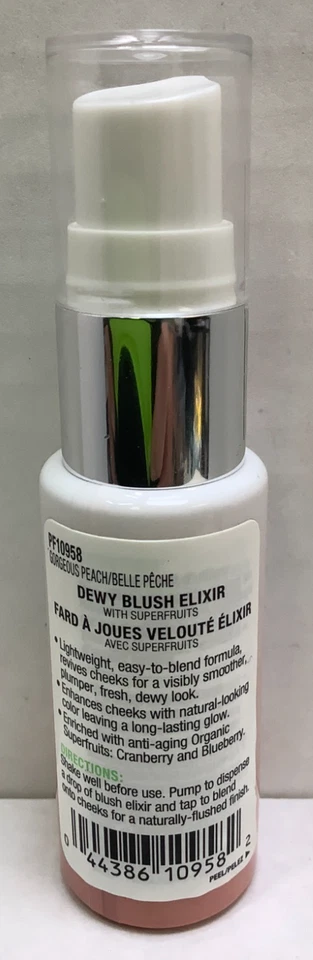 PF10958
GORGEOUS PEACH/BELLE PÊCHE
DEWY BLUSH ELIXIR
WITH SUPERFRUITS
FARD À JOUES VELOUTÉ ÉLIXIR
AVEC SUPERFRUITS
• Lightweight, easy-to-blend formula,
revives cheeks for a visibly smoother,
plumper, fresh, dewy look.
• Enhances cheeks with natural-looking
color leaving a long-lasting glow.
• Enriched with anti-aging Organic
Superfruits: Cranberry and Blueberry.
DIRECTIONS:
Shake well before use. Pump to dispense
a drop of blush elixir and tap to blend
onto cheeks for a naturally-flushed finish.
0 44386 10958 2
PEEL/PELEZ